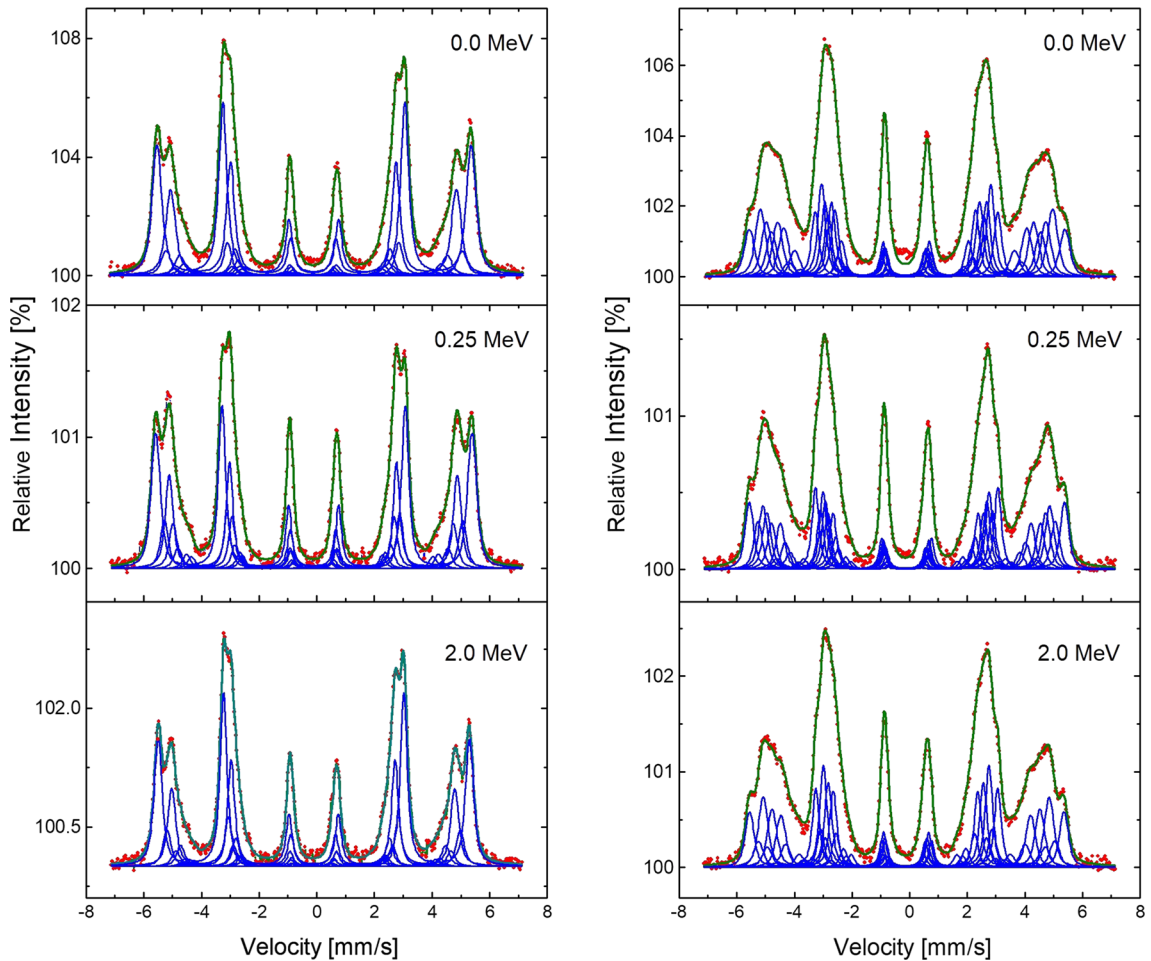 108
104
100
0.0 MeV
102
101
100
0.25 MeV
102.0
100.5
2.0 MeV
Relative Intensity [%]
-8 -6 -4 -2 0 2 4 6 8
Velocity [mm/s]
106
104
102
100
0.0 MeV
101
100
0.25 MeV
102
101
100
2.0 MeV
Relative Intensity [%]
-8 -6 -4 -2 0 2 4 6 8
Velocity [mm/s]